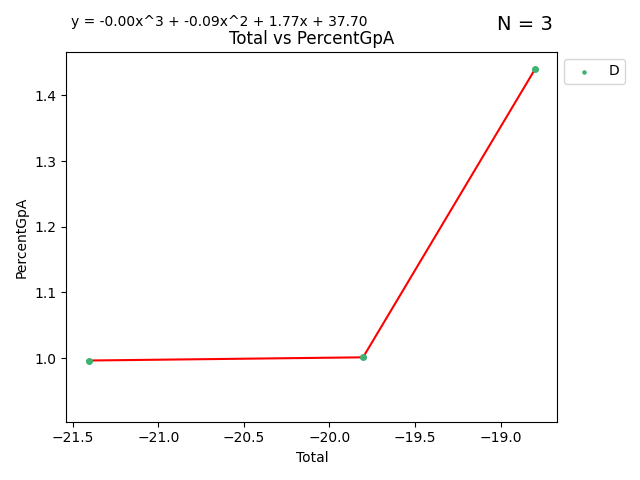 y = -0.00x^3 + -0.09x^2 + 1.77x + 37.70
N = 3
Total vs PercentGpA
D
PercentGpA
1.4
1.3
1.2
1.1
1.0
−21.5 −21.0 −20.5 −20.0 −19.5 −19.0
Total